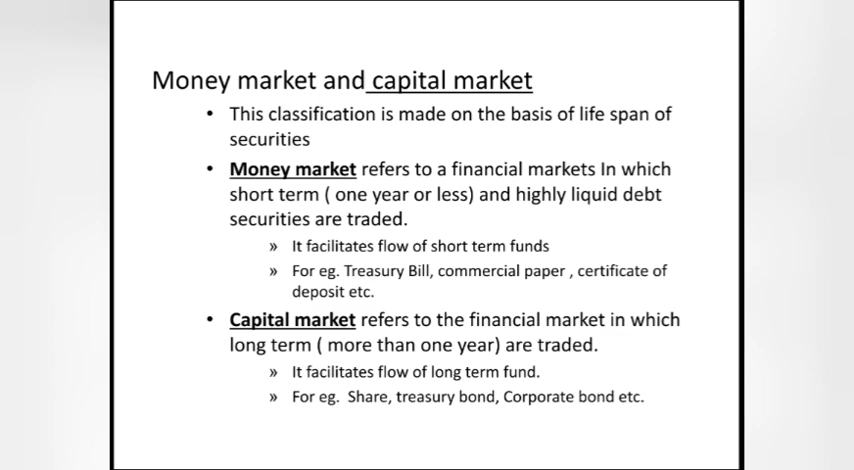 Money market and capital market
• This classification is made on the basis of life span of
securities
• Money market refers to a financial markets In which
short term ( one year or less) and highly liquid debt
securities are traded.
» It facilitates flow of short term funds
» For eg. Treasury Bill, commercial paper , certificate of
deposit etc.
• Capital market refers to the financial market in which
long term ( more than one year) are traded.
» It facilitates flow of long term fund.
» For eg.  Share, treasury bond, Corporate bond etc.